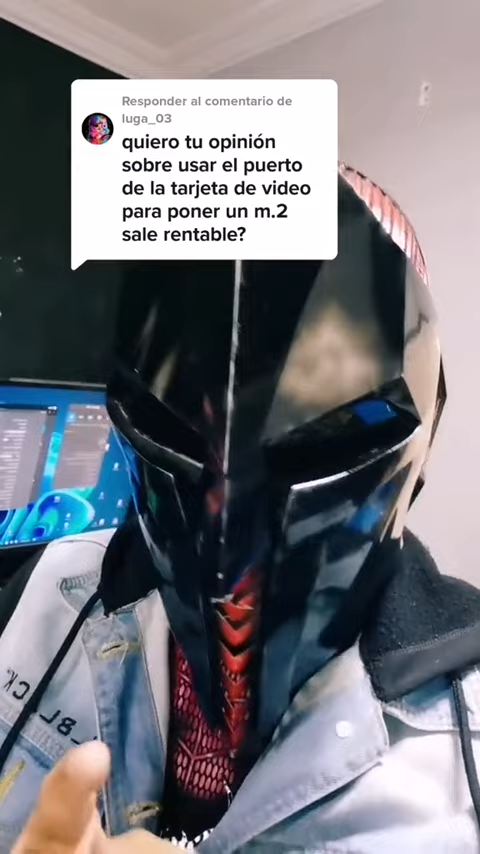 Responder al comentario de
luga_03
quiero tu opinión
sobre usar el puerto
de la tarjeta de video
para poner un m.2
sale rentable?